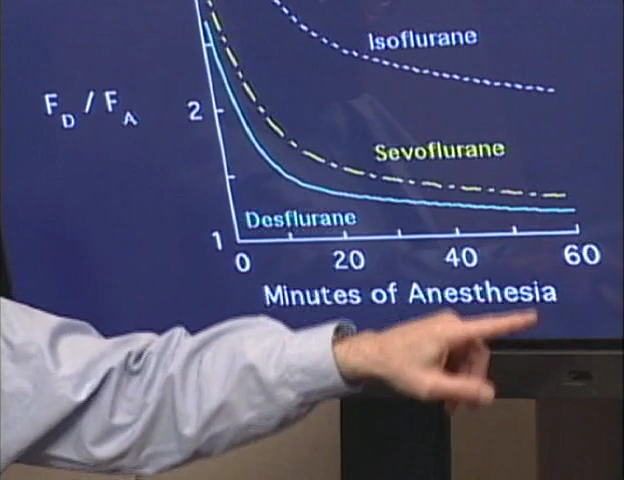 Isoflurane
F_D / F_A
2
Sevoflurane
Desflurane
1
0 20 40 60
Minutes of Anesthesia